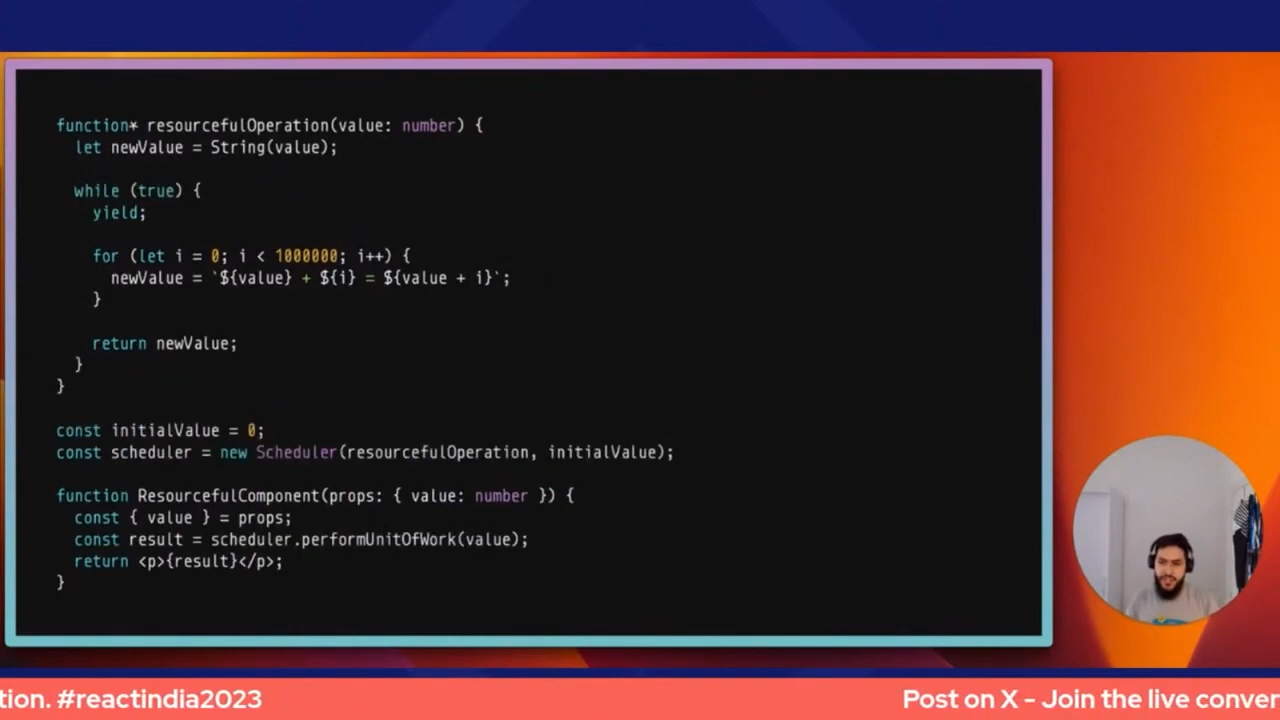 function* resourcefulOperation(value: number) {
let newValue = String(value);
while (true) {
yield;
for (let i = 0; i < 1000000; i++) {
newValue = `${value} + ${i} = ${value + i}`;
}
return newValue;
}
}
const initialValue = 0;
const scheduler = new Scheduler(resourcefulOperation, initialValue);
function ResourcefulComponent(props: { value: number }) {
const { value } = props;
const result = scheduler.performUnitOfWork(value);
return <p>{result}</p>;
}
tion. #reactindia2023
Post on X - Join the live conver